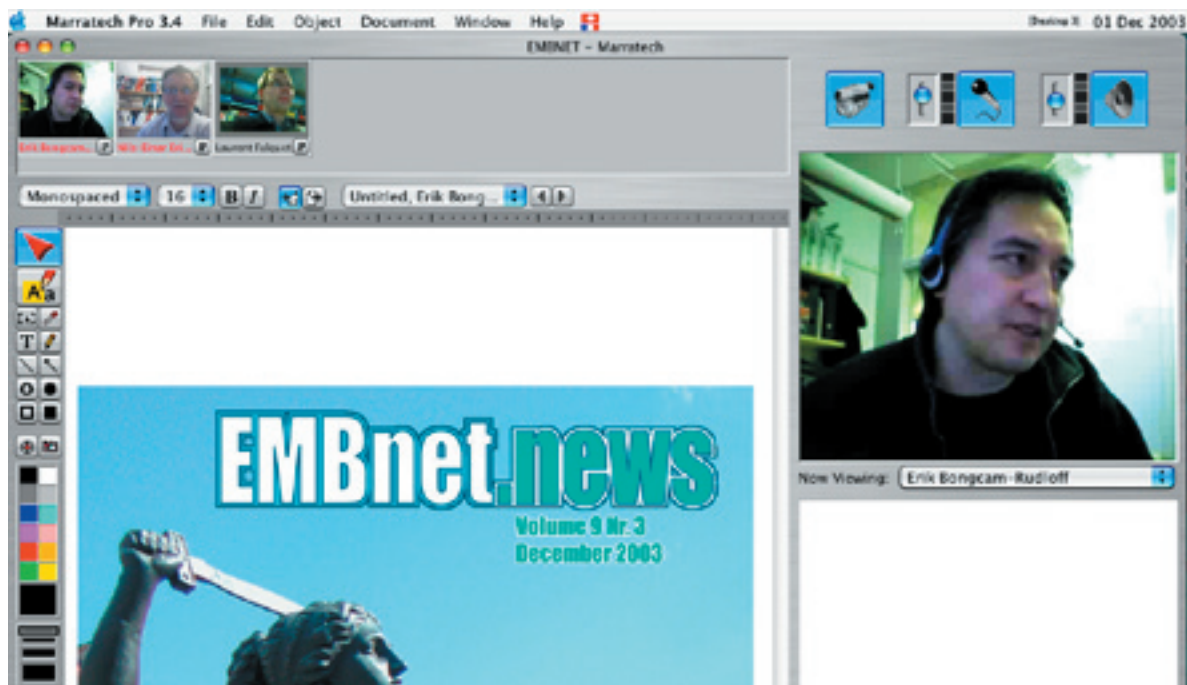 Marratech Pro 3.4 File Edit Object Document Window Help 01 Dec 2003
EMBNET - Marratech
Erik Bongcam...
Laurent Falquet
Monospaced 16 B I Untitled, Erik Bong...
A a
T
EMBnet.news
Volume 9 Nr. 3
December 2003
Now Viewing: Erik Bongcam-Rudloff